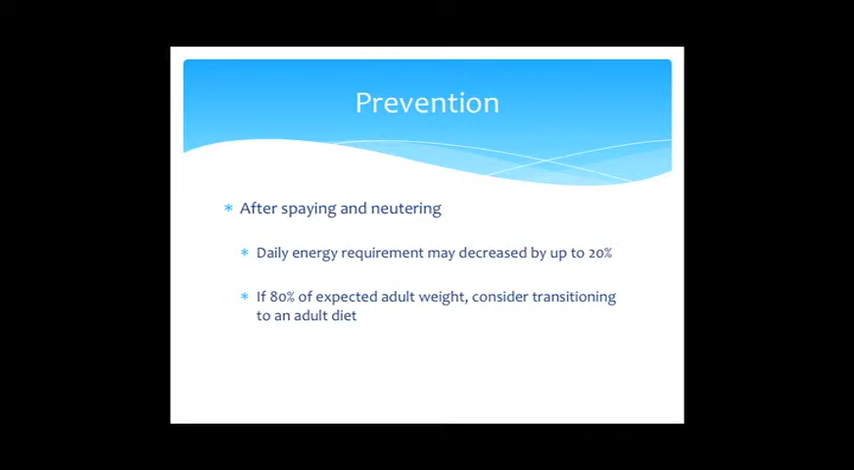 Prevention
* After spaying and neutering
* Daily energy requirement may decreased by up to 20%
* If 80% of expected adult weight, consider transitioning
to an adult diet